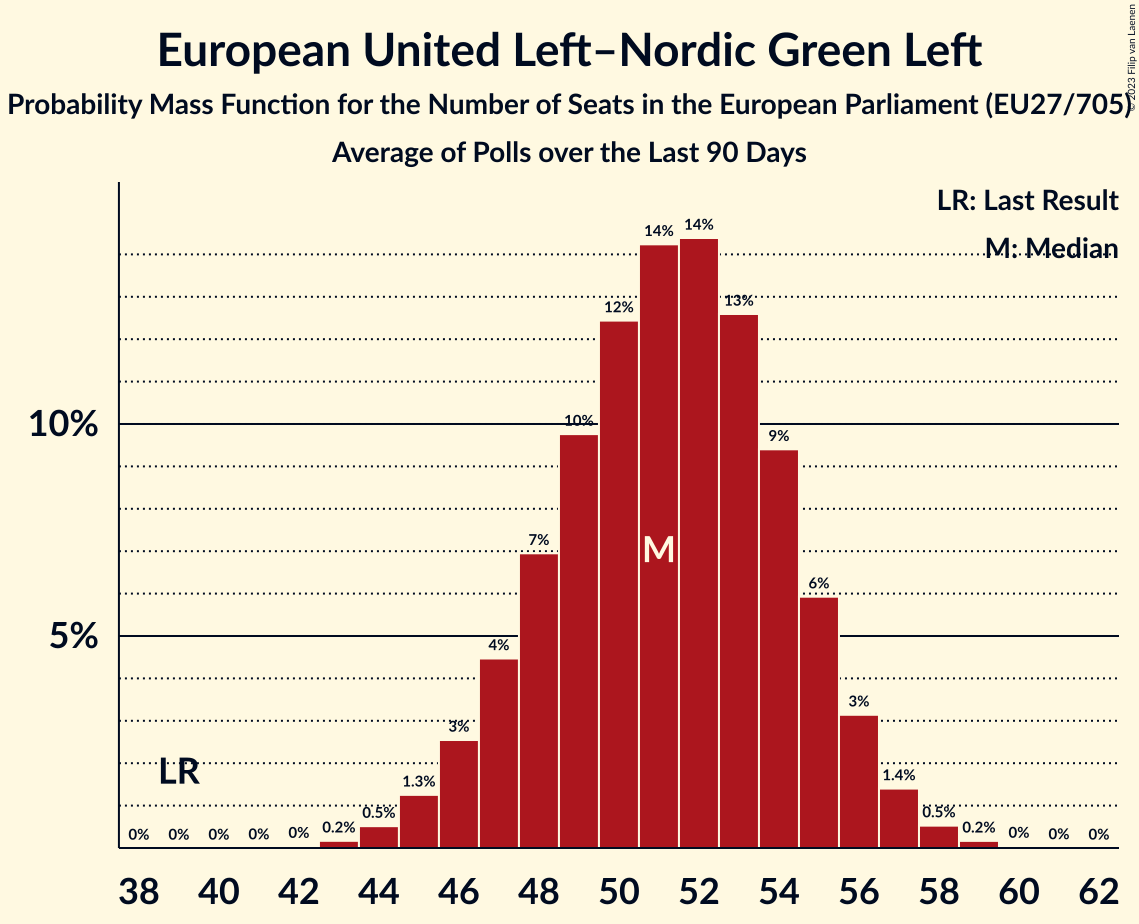 European United Left–Nordic Green Left
Probability Mass Function for the Number of Seats in the European Parliament (EU27/705)
Average of Polls over the Last 90 Days
© 2023 Filip van Laenen
LR: Last Result
M: Median
14% 14%
12% 13%
10%
10% 9%
7%
M
6%
5%
4%
3% 3%
LR
1.3% 1.4%
0% 0% 0% 0% 0% 0.2% 0.5% 0.5% 0.2% 0% 0% 0%
38 40 42 44 46 48 50 52 54 56 58 60 62